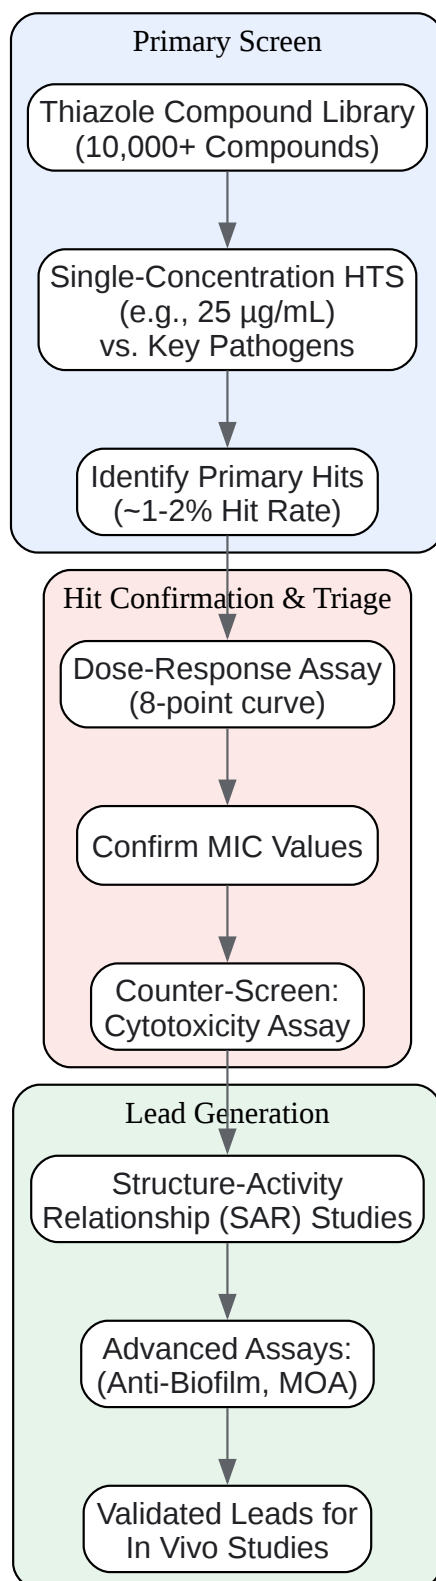 Primary Screen
Thiazole Compound Library
(10,000+ Compounds)
Single-Concentration HTS
(e.g., 25 µg/mL)
vs. Key Pathogens
Identify Primary Hits
(~1-2% Hit Rate)
Hit Confirmation & Triage
Dose-Response Assay
(8-point curve)
Confirm MIC Values
Counter-Screen:
Cytotoxicity Assay
Lead Generation
Structure-Activity
Relationship (SAR) Studies
Advanced Assays:
(Anti-Biofilm, MOA)
Validated Leads for
In Vivo Studies